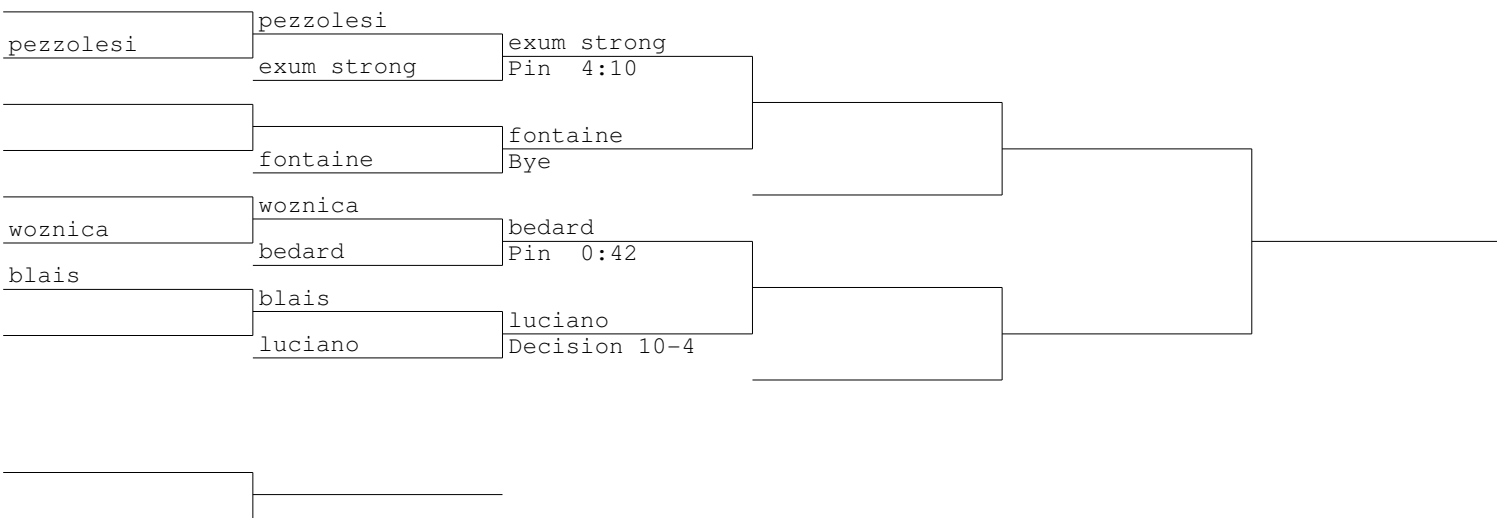 pezzolesi
pezzolesi
exum strong
exum strong
Pin  4:10
fontaine
fontaine
Bye
woznica
woznica
bedard
bedard
Pin  0:42
blais
blais
luciano
luciano
Decision 10-4